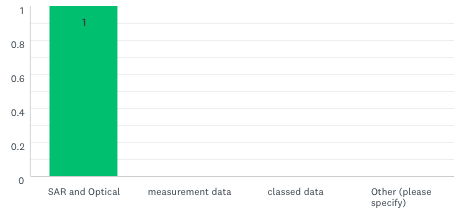 1
0.8
0.6
0.4
0.2
0
1
SAR and Optical
measurement data
classed data
Other (please
specify)